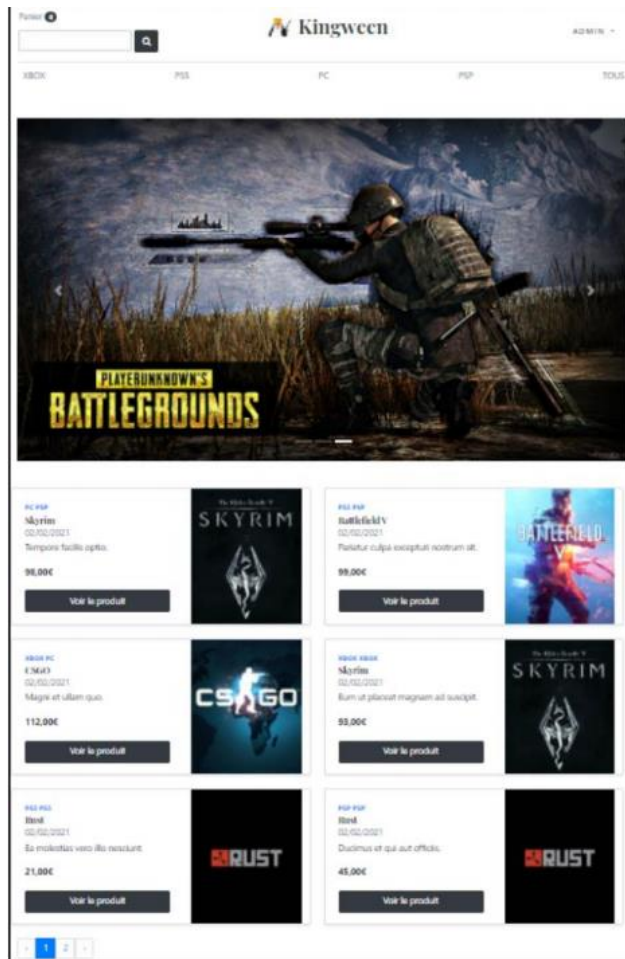 Panier 0
Kingween
ADMIN
XBOX PS5 PC PSP TOUS
PLAYERUNKNOWN'S
BATTLEGROUNDS
PC PSP
Skyrim
02/02/2021
Tempore facilis optio.
98,00€
Voir le produit
The Elder Scrolls V
SKYRIM
PS5 PSP
Battlefield V
02/02/2021
Pariatur culpa excepturi nostrum sit.
99,00€
Voir le produit
BATTLEFIELD
V
XBOX PC
CSGO
02/02/2021
Magni et ullam quo.
112,00€
Voir le produit
CS GO
XBOX XBOX
Skyrim
02/02/2021
Eum ut placeat magnam ad suscipit.
93,00€
Voir le produit
The Elder Scrolls V
SKYRIM
PS5 PS5
Rust
02/02/2021
Ea molestias vero illo nesciunt.
21,00€
Voir le produit
RUST
PSP PSP
Rust
02/02/2021
Ducimus et qui aut officiis.
45,00€
Voir le produit
RUST
‹ 1 2 ›